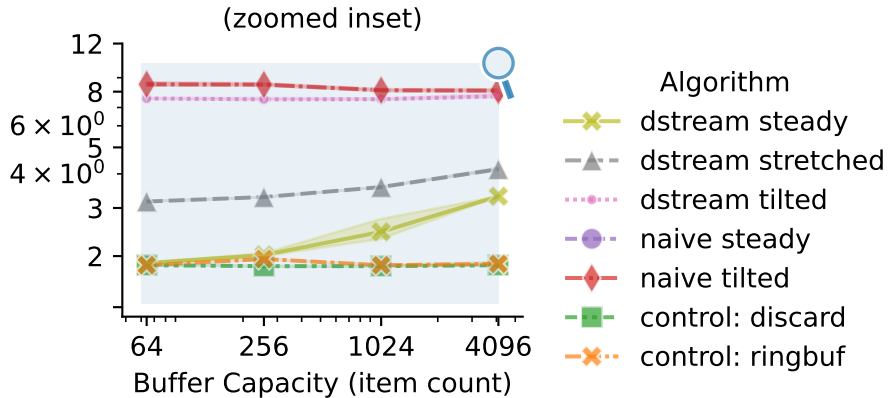 (zoomed inset)
12
8
6 × 10⁰
5
4 × 10⁰
3
2
64 256 1024 4096
Buffer Capacity (item count)
Algorithm
dstream steady
dstream stretched
dstream tilted
naive steady
naive tilted
control: discard
control: ringbuf